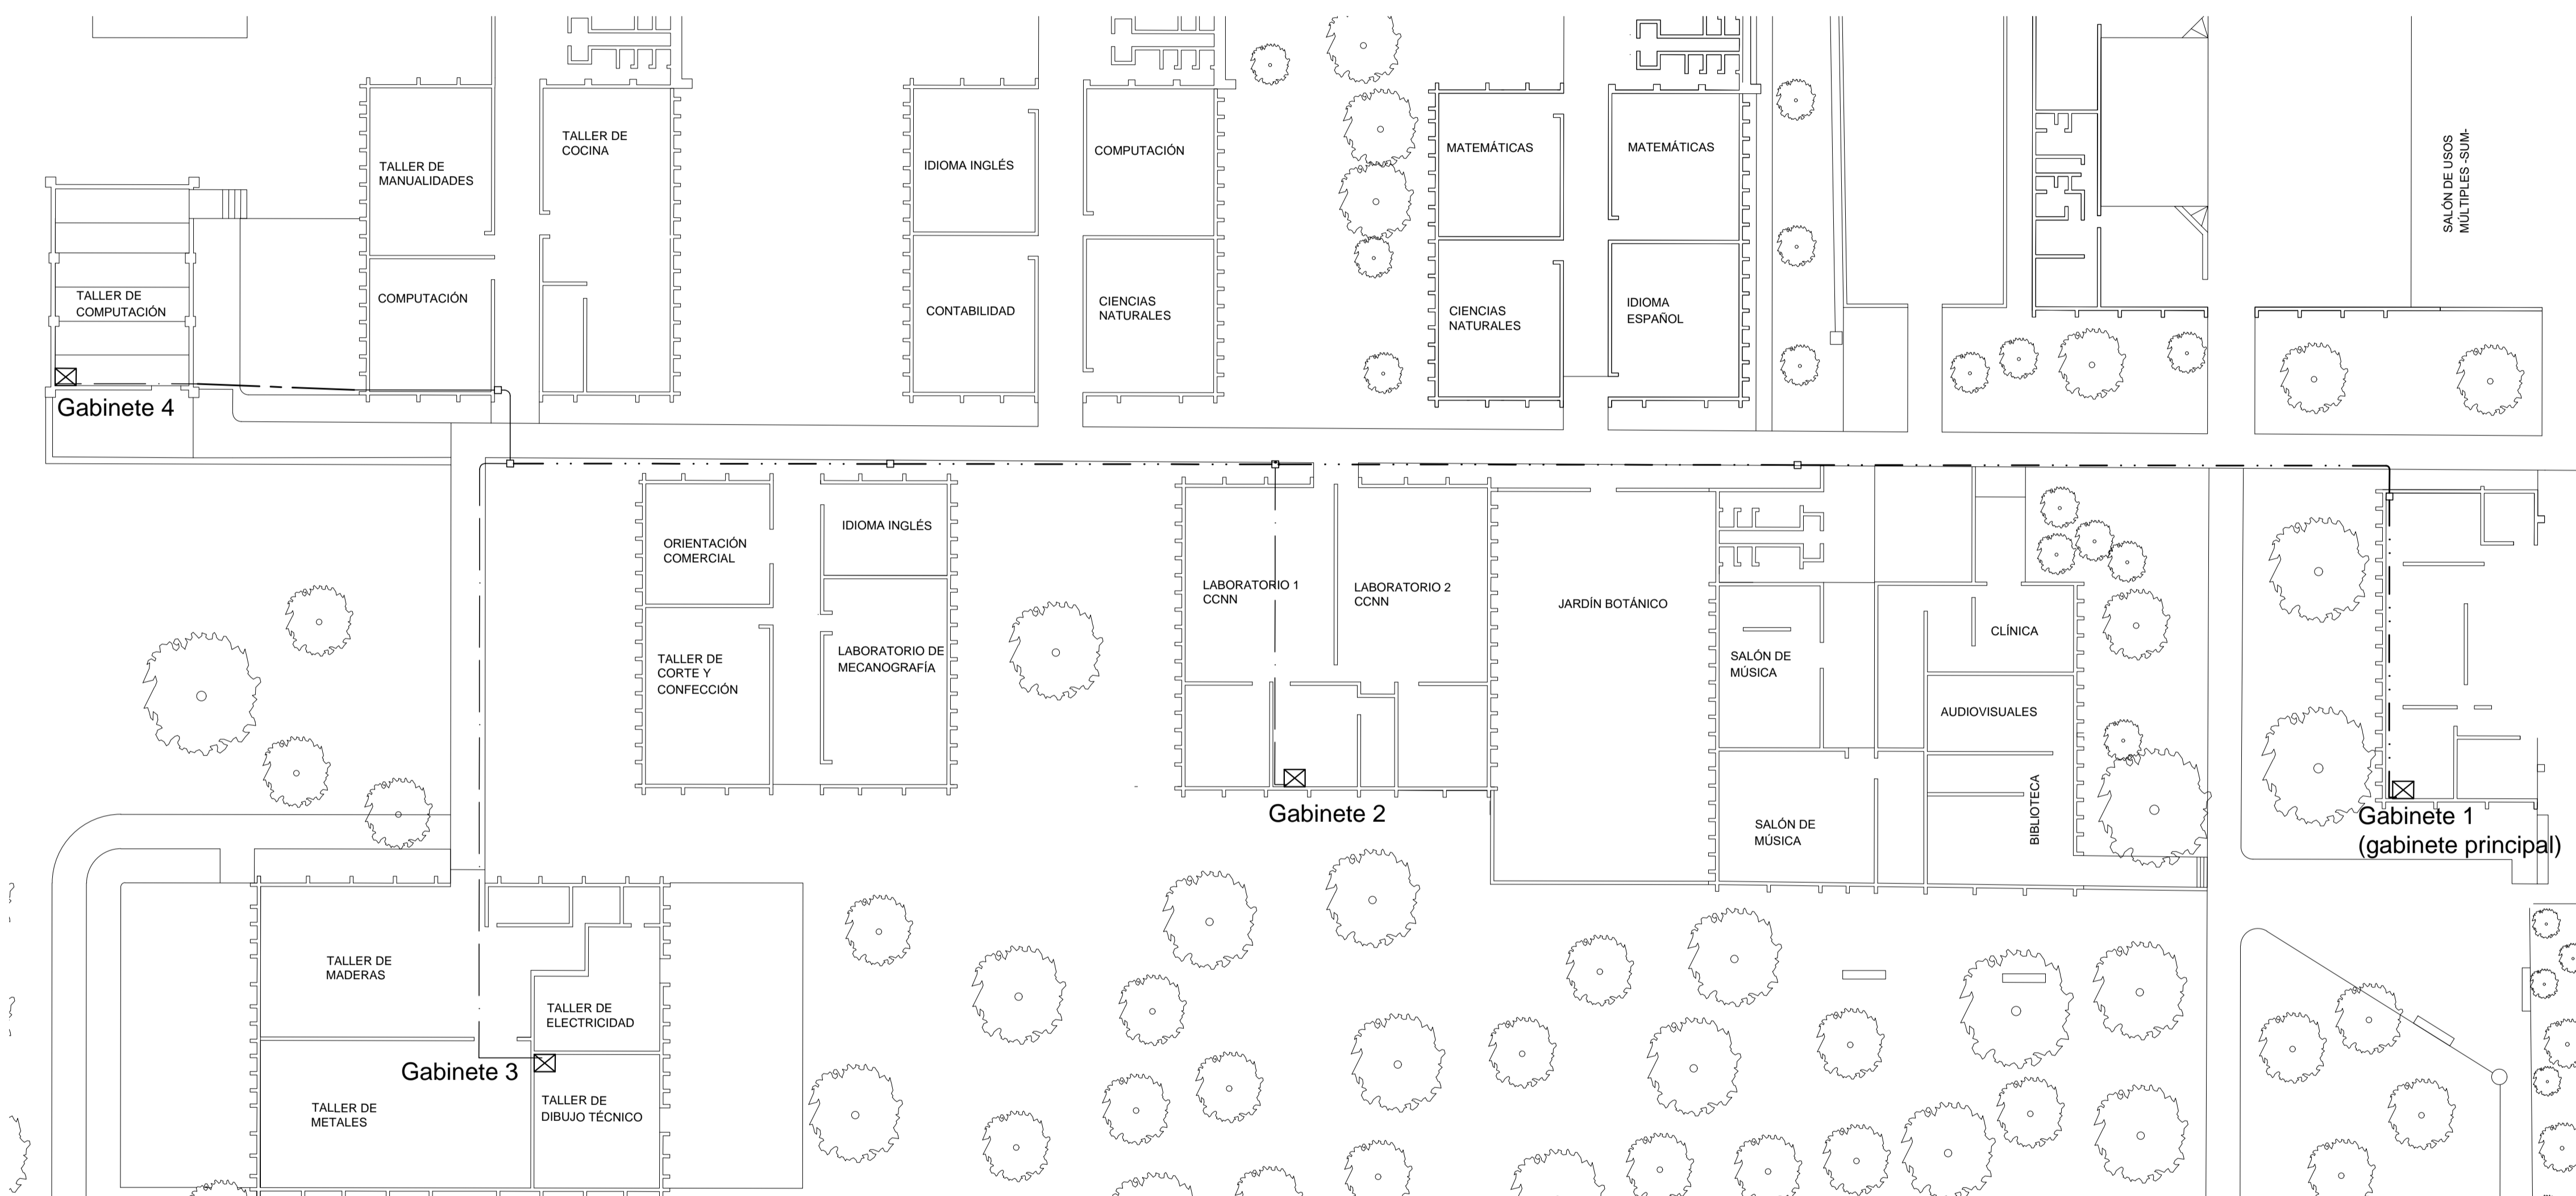 TALLER DE
MANUALIDADES
TALLER DE
COCINA
IDIOMA INGLÉS
COMPUTACIÓN
MATEMÁTICAS
MATEMÁTICAS
SALÓN DE USOS
MÚLTIPLES -SUM-
TALLER DE
COMPUTACIÓN
COMPUTACIÓN
CONTABILIDAD
CIENCIAS
NATURALES
CIENCIAS
NATURALES
IDIOMA
ESPAÑOL
Gabinete 4
ORIENTACIÓN
COMERCIAL
IDIOMA INGLÉS
LABORATORIO 1
CCNN
LABORATORIO 2
CCNN
JARDÍN BOTÁNICO
CLÍNICA
TALLER DE
CORTE Y
CONFECCIÓN
LABORATORIO DE
MECANOGRAFÍA
SALÓN DE
MÚSICA
AUDIOVISUALES
BIBLIOTECA
SALÓN DE
MÚSICA
Gabinete 2
Gabinete 1
(gabinete principal)
TALLER DE
MADERAS
TALLER DE
ELECTRICIDAD
Gabinete 3
TALLER DE
METALES
TALLER DE
DIBUJO TÉCNICO